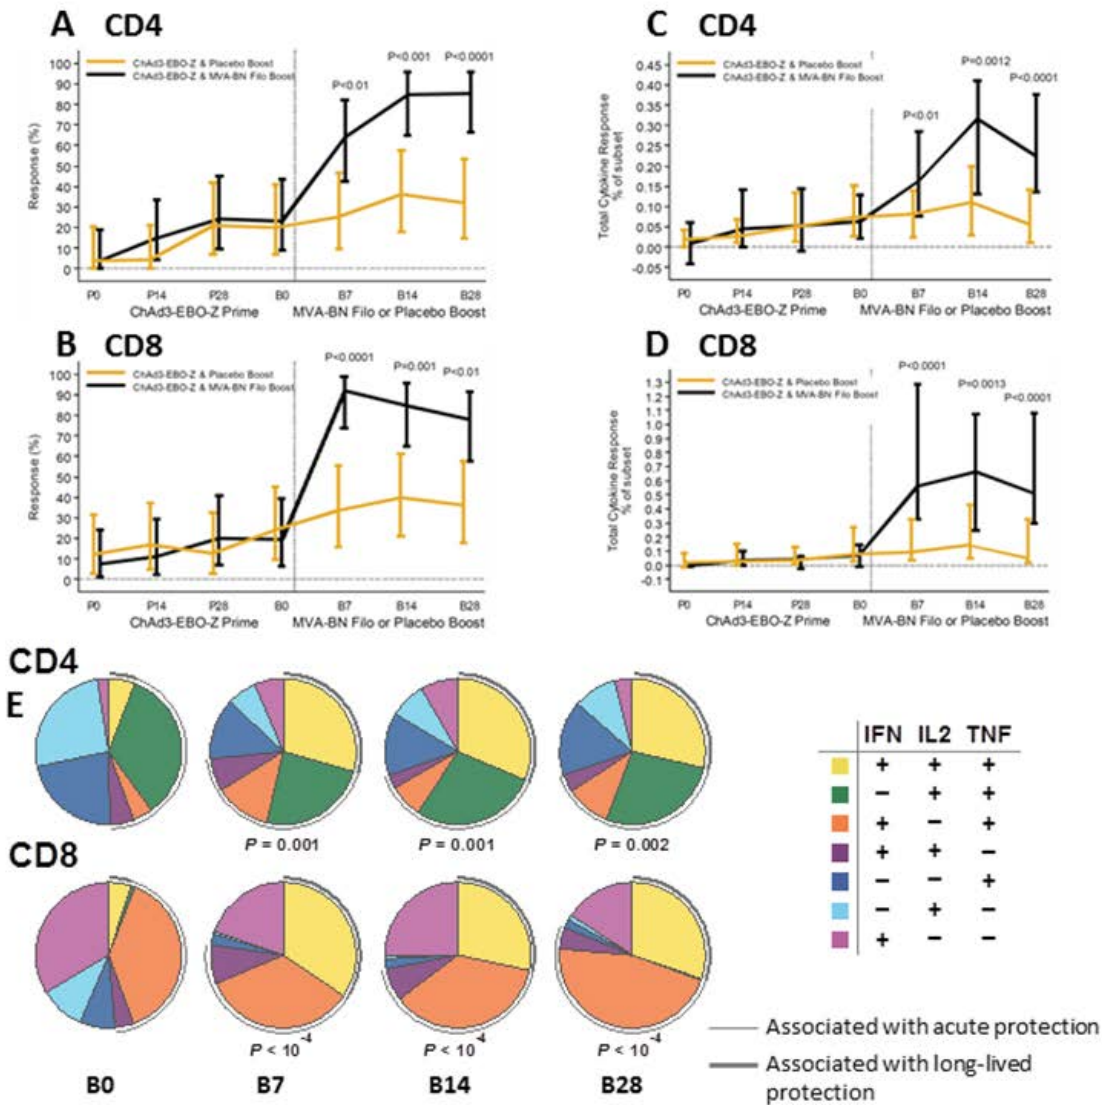 A CD4
ChAd3-EBO-Z & Placebo Boost
ChAd3-EBO-Z & MVA-BN Filo Boost
P<0.01
P<0.001
P<0.0001
Response (%)
100
90
80
70
60
50
40
30
20
10
0
P0 P14 P28 B0 B7 B14 B28
ChAd3-EBO-Z Prime MVA-BN Filo or Placebo Boost
C CD4
ChAd3-EBO-Z & Placebo Boost
ChAd3-EBO-Z & MVA-BN Filo Boost
P<0.01
P=0.0012
P<0.0001
Total Cytokine Response
% of subset
0.45
0.40
0.35
0.30
0.25
0.20
0.15
0.10
0.05
0.00
-0.05
P0 P14 P28 B0 B7 B14 B28
ChAd3-EBO-Z Prime MVA-BN Filo or Placebo Boost
B CD8
ChAd3-EBO-Z & Placebo Boost
ChAd3-EBO-Z & MVA-BN Filo Boost
P<0.0001
P=0.001
P<0.01
Response (%)
100
90
80
70
60
50
40
30
20
10
0
P0 P14 P28 B0 B7 B14 B28
ChAd3-EBO-Z Prime MVA-BN Filo or Placebo Boost
D CD8
ChAd3-EBO-Z & Placebo Boost
ChAd3-EBO-Z & MVA-BN Filo Boost
P<0.0001
P=0.0013
P<0.0001
Total Cytokine Response
% of subset
1.3
1.2
1.1
1.0
0.9
0.8
0.7
0.6
0.5
0.4
0.3
0.2
0.1
0.0
-0.1
P0 P14 P28 B0 B7 B14 B28
ChAd3-EBO-Z Prime MVA-BN Filo or Placebo Boost
CD4
E
P = 0.001 P = 0.001 P = 0.002
CD8
P < 10-4 P < 10-4 P < 10-4
B0 B7 B14 B28
IFN IL2 TNF
+ + +
− + +
+ − +
+ + −
− − +
− + −
+ − −
Associated with acute protection
Associated with long-lived
protection